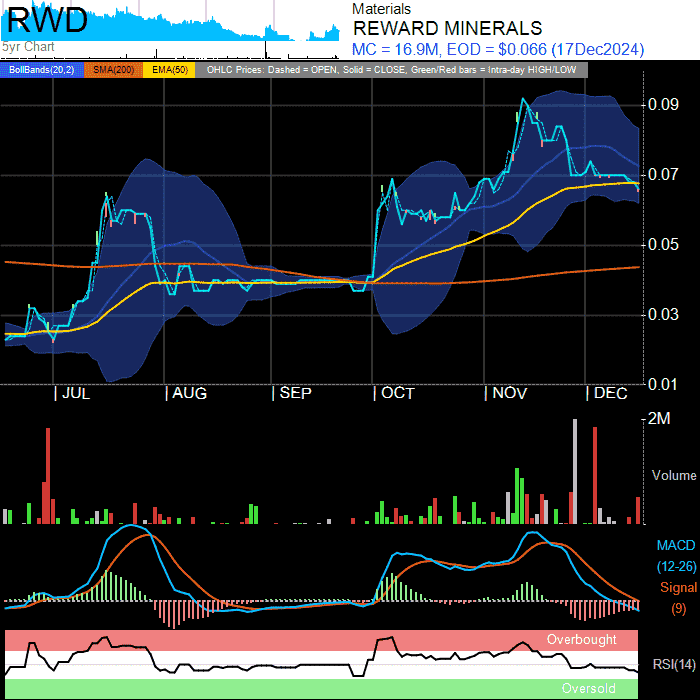 RWD
5yr Chart
Materials
REWARD MINERALS
MC = 16.9M, EOD = $0.066 (17Dec2024)
BollBands(20,2) SMA(200) EMA(50) OHLC Prices: Dashed = OPEN, Solid = CLOSE, Green/Red bars = Intra-day HIGH/LOW
0.09
0.07
0.05
0.03
0.01
JUL AUG SEP OCT NOV DEC
2M
Volume
MACD
(12-26)
Signal
(9)
Overbought
RSI(14)
Oversold